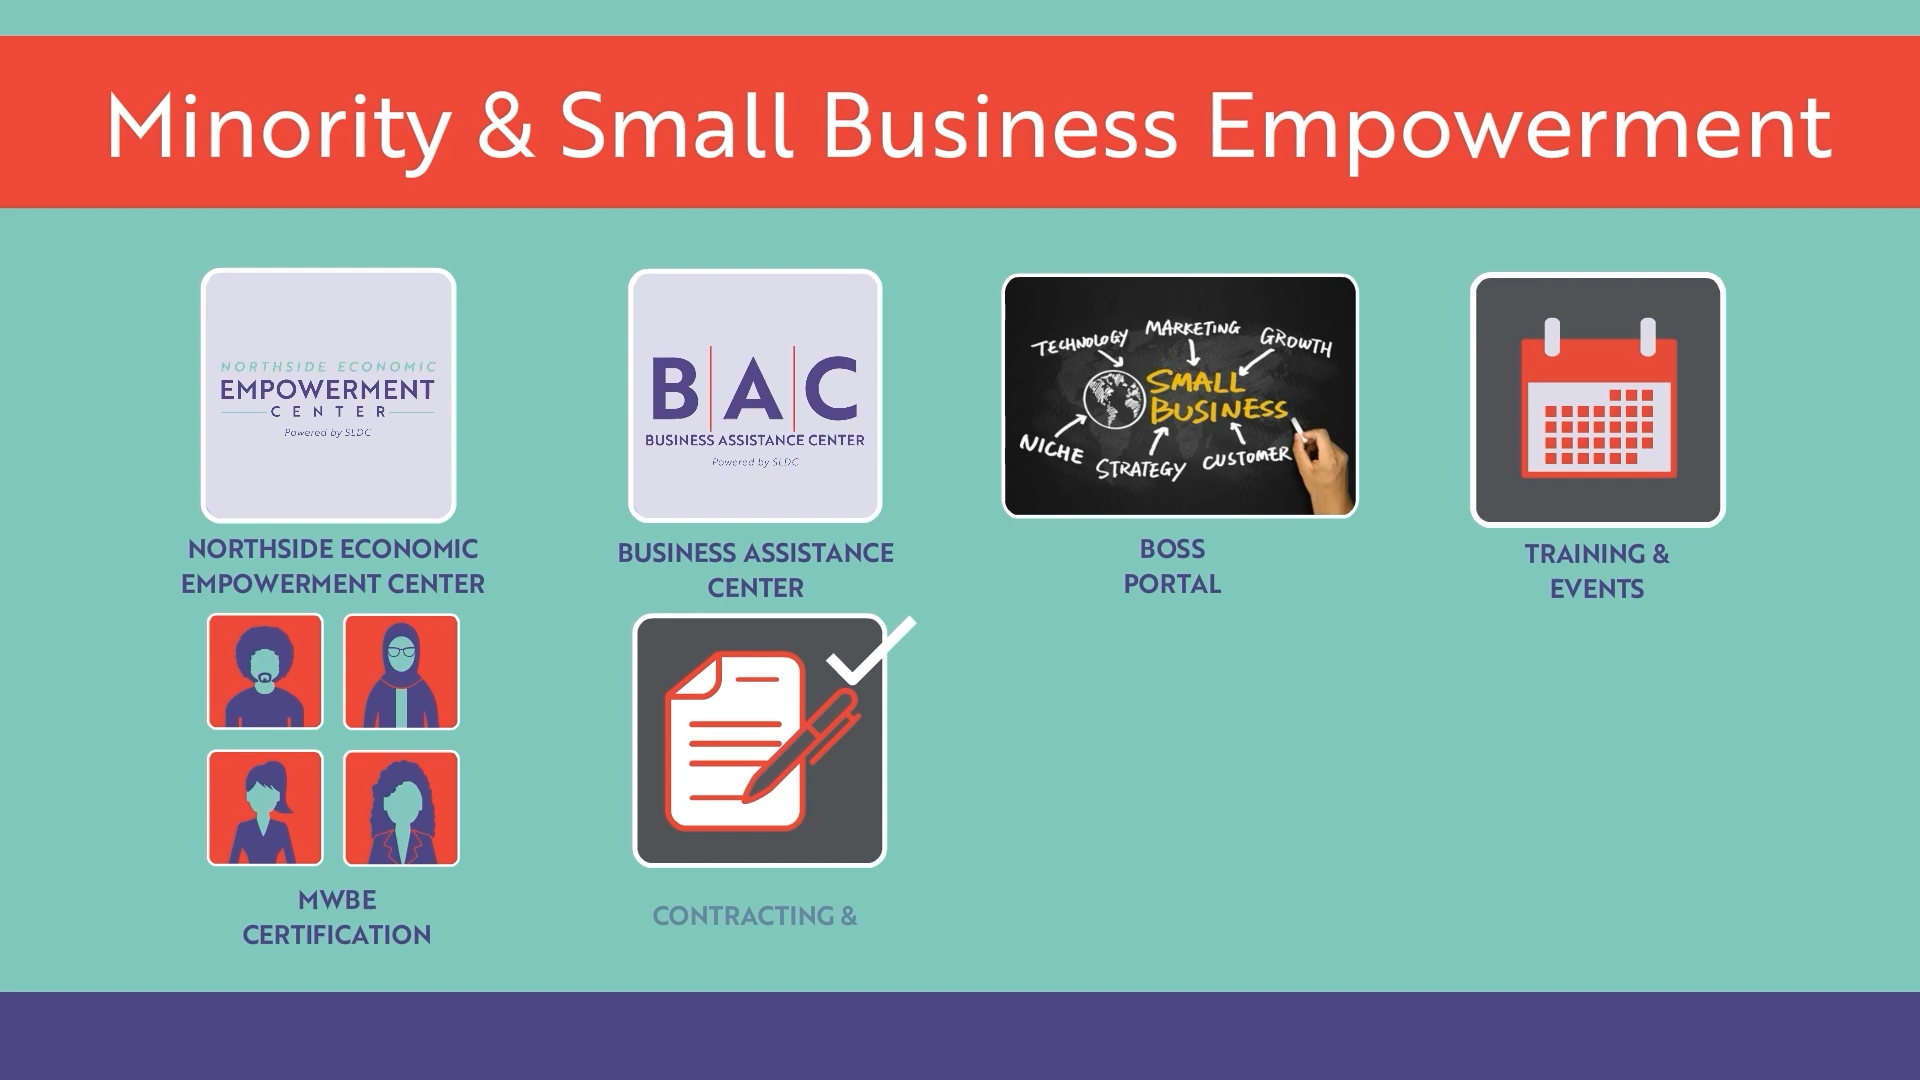 Minority & Small Business Empowerment
NORTHSIDE ECONOMIC
EMPOWERMENT
CENTER
Powered by SLDC
B|A|C
BUSINESS ASSISTANCE CENTER
Powered by SLDC
TECHNOLOGY
MARKETING
GROWTH
SMALL
BUSINESS
NICHE
STRATEGY
CUSTOMER
NORTHSIDE ECONOMIC
EMPOWERMENT CENTER
BUSINESS ASSISTANCE
CENTER
BOSS
PORTAL
TRAINING &
EVENTS
MWBE
CERTIFICATION
CONTRACTING &